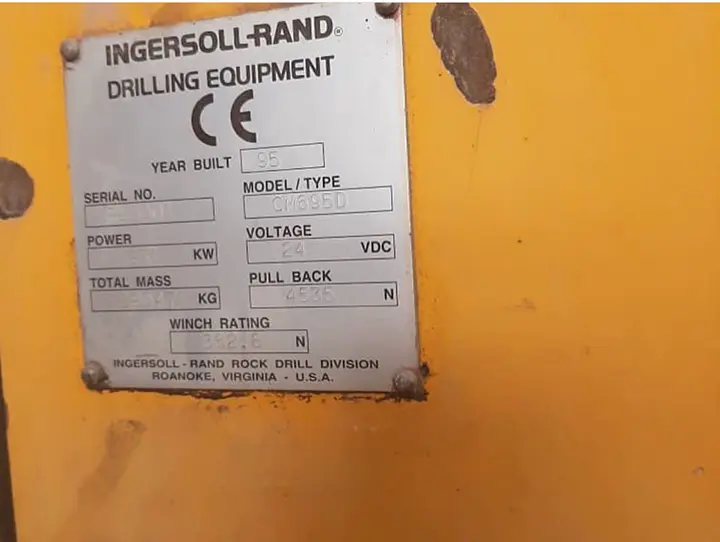 INGERSOLL-RAND®
DRILLING EQUIPMENT
CE
YEAR BUILT 95
SERIAL NO.
MODEL/TYPE
CM695D
POWER
KW
VOLTAGE
24 VDC
TOTAL MASS
KG
PULL BACK
4535 N
WINCH RATING
N
INGERSOLL-RAND ROCK DRILL DIVISION
ROANOKE, VIRGINIA - U.S.A.